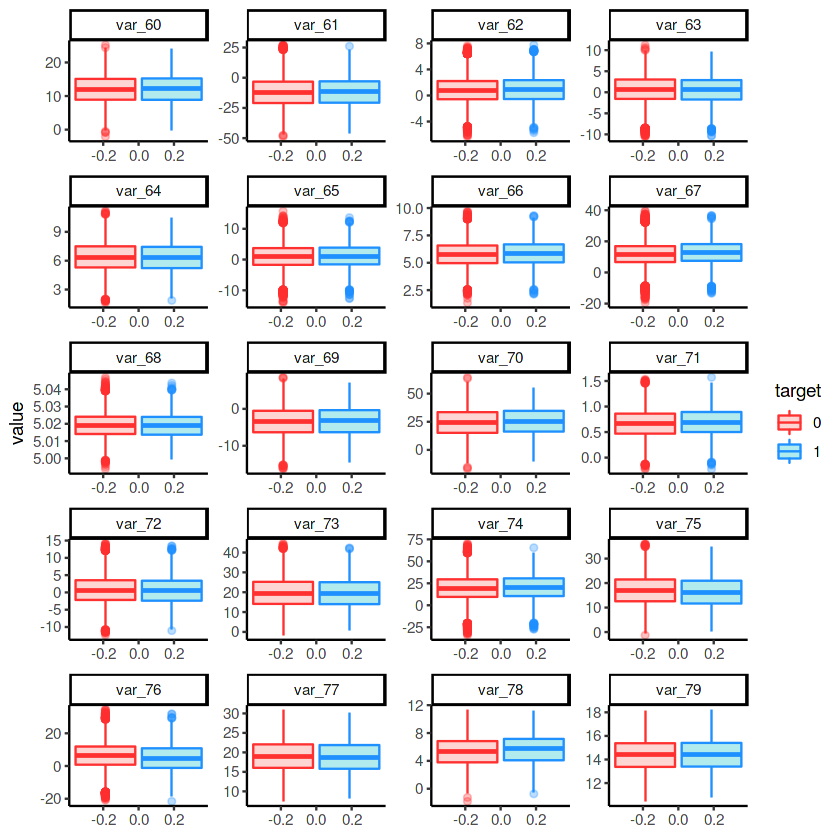 var_60 var_61 var_62 var_63
20 10 0
25 0 -25 -50
8 4 0 -4
10 5 0 -5 -10
-0.2 0.0 0.2 -0.2 0.0 0.2 -0.2 0.0 0.2 -0.2 0.0 0.2
var_64 var_65 var_66 var_67
9 6 3
10 0 -10
10.0 7.5 5.0 2.5
40 20 0 -20
-0.2 0.0 0.2 -0.2 0.0 0.2 -0.2 0.0 0.2 -0.2 0.0 0.2
value
var_68 var_69 var_70 var_71
5.04 5.03 5.02 5.01 5.00
0 -10
50 25 0
1.5 1.0 0.5 0.0
-0.2 0.0 0.2 -0.2 0.0 0.2 -0.2 0.0 0.2 -0.2 0.0 0.2
target
0
1
var_72 var_73 var_74 var_75
15 10 5 0 -5 -10
40 30 20 10 0
75 50 25 0 -25
30 20 10 0
-0.2 0.0 0.2 -0.2 0.0 0.2 -0.2 0.0 0.2 -0.2 0.0 0.2
var_76 var_77 var_78 var_79
20 0 -20
30 25 20 15 10
12 8 4 0
18 16 14 12
-0.2 0.0 0.2 -0.2 0.0 0.2 -0.2 0.0 0.2 -0.2 0.0 0.2